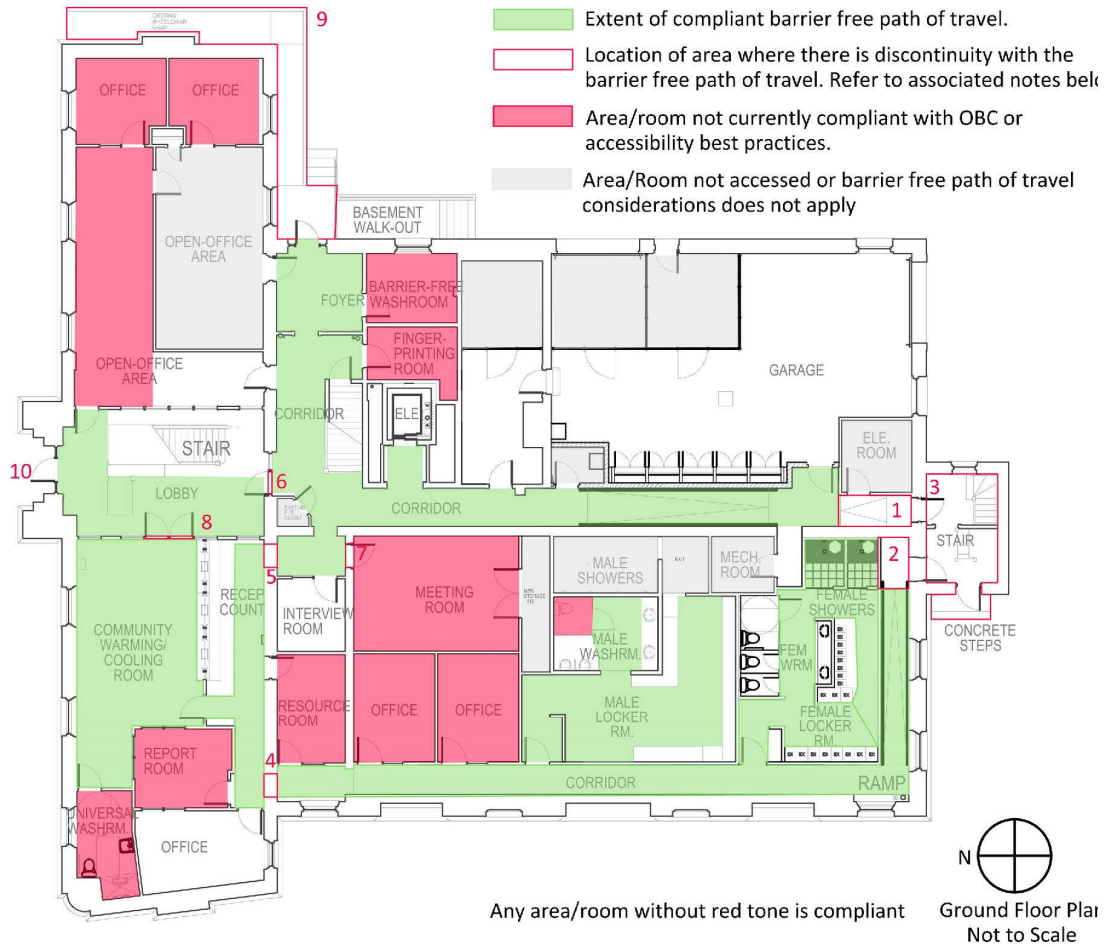 9
EXISTING
WHEELCHAIR
RAMP
Extent of compliant barrier free path of travel.
Location of area where there is discontinuity with the
barrier free path of travel. Refer to associated notes belo
Area/room not currently compliant with OBC or
accessibility best practices.
Area/Room not accessed or barrier free path of travel
considerations does not apply
OFFICE
OFFICE
BASEMENT
WALK-OUT
OPEN-OFFICE
AREA
FOYER
BARRIER-FREE
WASHROOM
FINGER-
PRINTING
ROOM
OPEN-OFFICE
AREA
GARAGE
CORRIDOR
ELE.
STAIR
ELE.
ROOM
10
6
3
LOBBY
CORRIDOR
1
8
STAIR
5
7
2
MALE
SHOWERS
MECH.
ROOM
MEETING
ROOM
FEMALE
SHOWERS
RECEP
COUNT
INTERVIEW
ROOM
COMMUNITY
WARMING/
COOLING
ROOM
MALE
WASHRM.
FEM
WRM
CONCRETE
STEPS
RESOURCE
ROOM
OFFICE
OFFICE
MALE
LOCKER
RM.
FEMALE
LOCKER
RM.
REPORT
ROOM
4
CORRIDOR
RAMP
UNIVERSAL
WASHRM.
OFFICE
N
Any area/room without red tone is compliant
Ground Floor Plan
Not to Scale